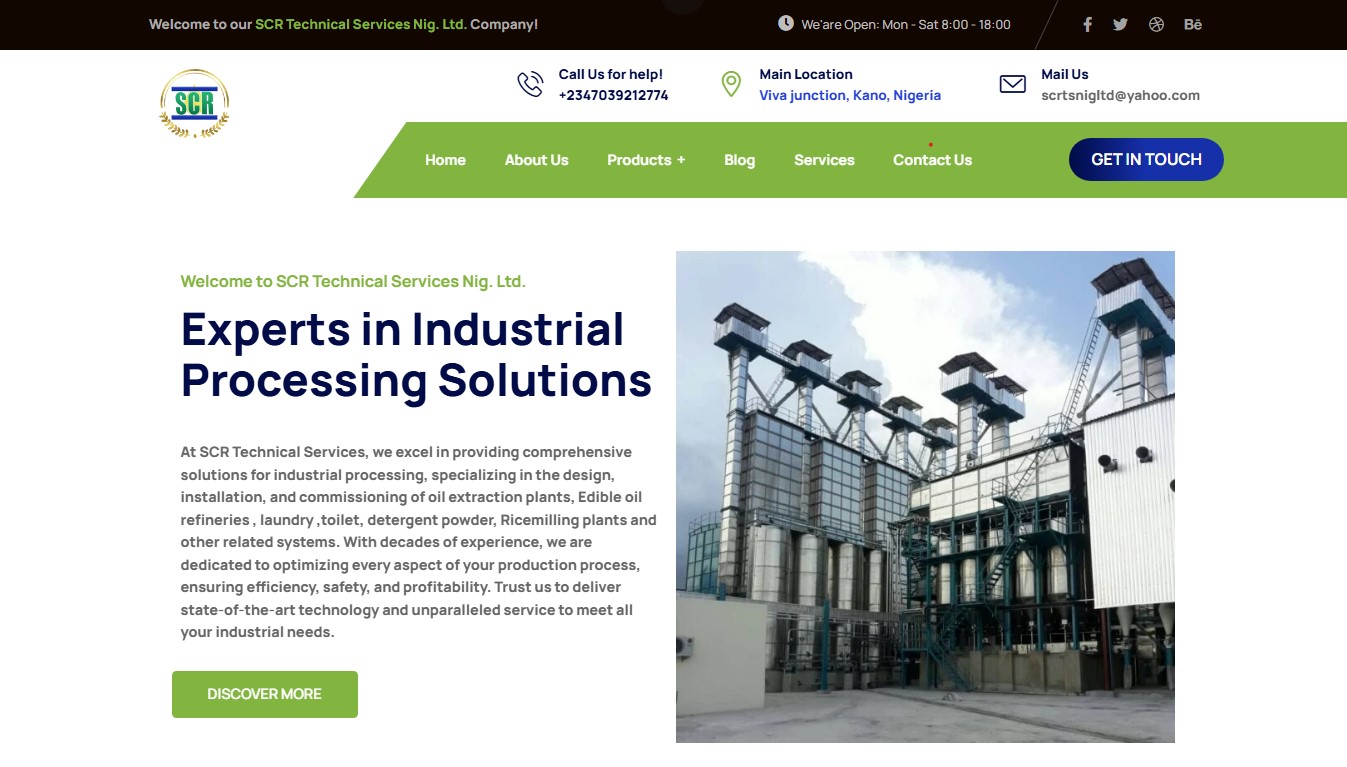 Welcome to our SCR Technical Services Nig. Ltd. Company!
We'are Open: Mon - Sat 8:00 - 18:00
Bē
SCR
Call Us for help!
+2347039212774
Main Location
Viva junction, Kano, Nigeria
Mail Us
scrtsnigltd@yahoo.com
Home About Us Products + Blog Services Contact Us GET IN TOUCH
Welcome to SCR Technical Services Nig. Ltd.
Experts in Industrial
Processing Solutions
At SCR Technical Services, we excel in providing comprehensive
solutions for industrial processing, specializing in the design,
installation, and commissioning of oil extraction plants, Edible oil
refineries , laundry ,toilet, detergent powder, Ricemilling plants and
other related systems. With decades of experience, we are
dedicated to optimizing every aspect of your production process,
ensuring efficiency, safety, and profitability. Trust us to deliver
state-of-the-art technology and unparalleled service to meet all
your industrial needs.
DISCOVER MORE